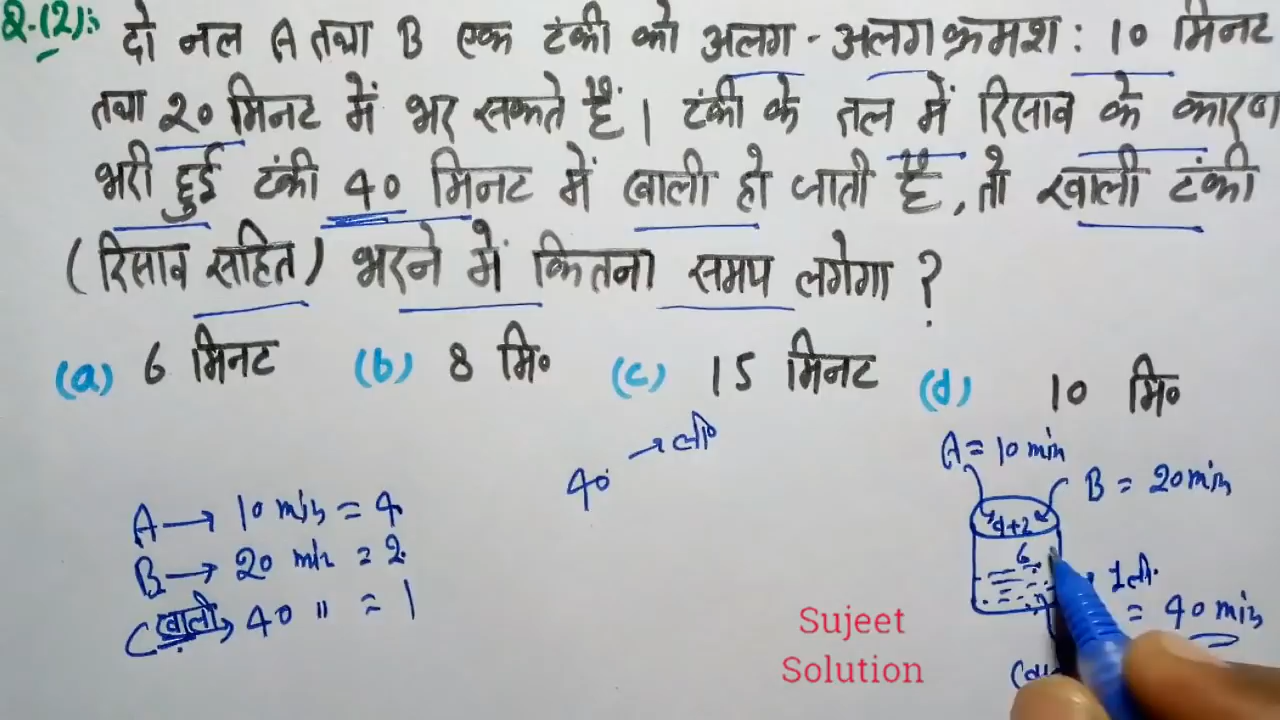 Q.(2):
दो नल A तथा B एक टंकी को अलग-अलग क्रमश: 10 मिनट
तथा 20 मिनट में भर सकते हैं। टंकी के तल में रिसाव के कारण
भरी हुई टंकी 40 मिनट में खाली हो जाती है, तो खाली टंकी
(रिसाव सहित) भरने में कितना समय लगेगा?
(a) 6 मिनट (b) 8 मि० (c) 15 मिनट (d) 10 मि०
40 → ली०
A → 10 min = 4
B → 20 min = 2
C खाली → 40 " = 1
A = 10 min
B = 20 min
4+2
6
1 ली.
= 40 min
Sujeet
Solution